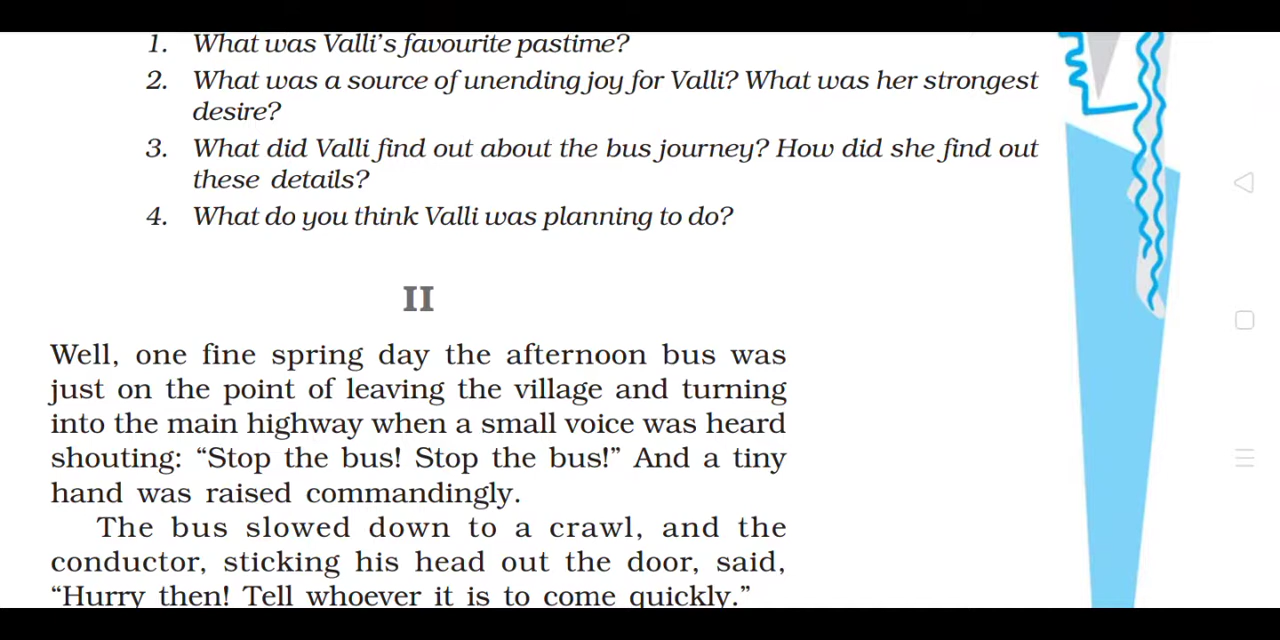 1. What was Valli's favourite pastime?
2. What was a source of unending joy for Valli? What was her strongest
desire?
3. What did Valli find out about the bus journey? How did she find out
these details?
4. What do you think Valli was planning to do?
II
Well, one fine spring day the afternoon bus was
just on the point of leaving the village and turning
into the main highway when a small voice was heard
shouting: “Stop the bus! Stop the bus!” And a tiny
hand was raised commandingly.
The bus slowed down to a crawl, and the
conductor, sticking his head out the door, said,
“Hurry then! Tell whoever it is to come quickly.”